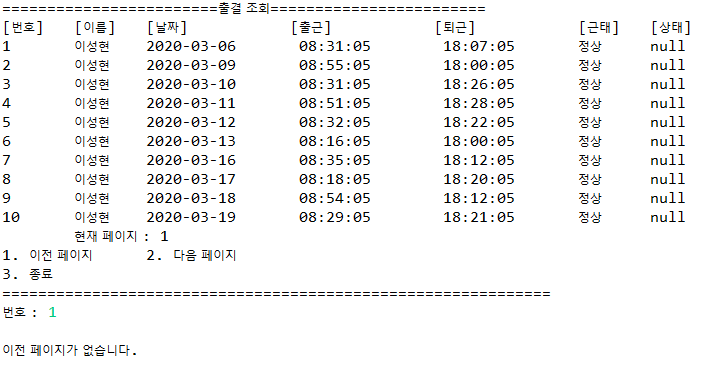 ========================출결 조회========================
[번호] [이름] [날짜] [출근] [퇴근] [근태] [상태]
1 이성현 2020-03-06 08:31:05 18:07:05 정상 null
2 이성현 2020-03-09 08:55:05 18:00:05 정상 null
3 이성현 2020-03-10 08:31:05 18:26:05 정상 null
4 이성현 2020-03-11 08:51:05 18:28:05 정상 null
5 이성현 2020-03-12 08:32:05 18:22:05 정상 null
6 이성현 2020-03-13 08:16:05 18:00:05 정상 null
7 이성현 2020-03-16 08:35:05 18:12:05 정상 null
8 이성현 2020-03-17 08:18:05 18:20:05 정상 null
9 이성현 2020-03-18 08:54:05 18:12:05 정상 null
10 이성현 2020-03-19 08:29:05 18:21:05 정상 null
현재 페이지 : 1
1. 이전 페이지 2. 다음 페이지
3. 종료
=============================================================
번호 : 1
이전 페이지가 없습니다.